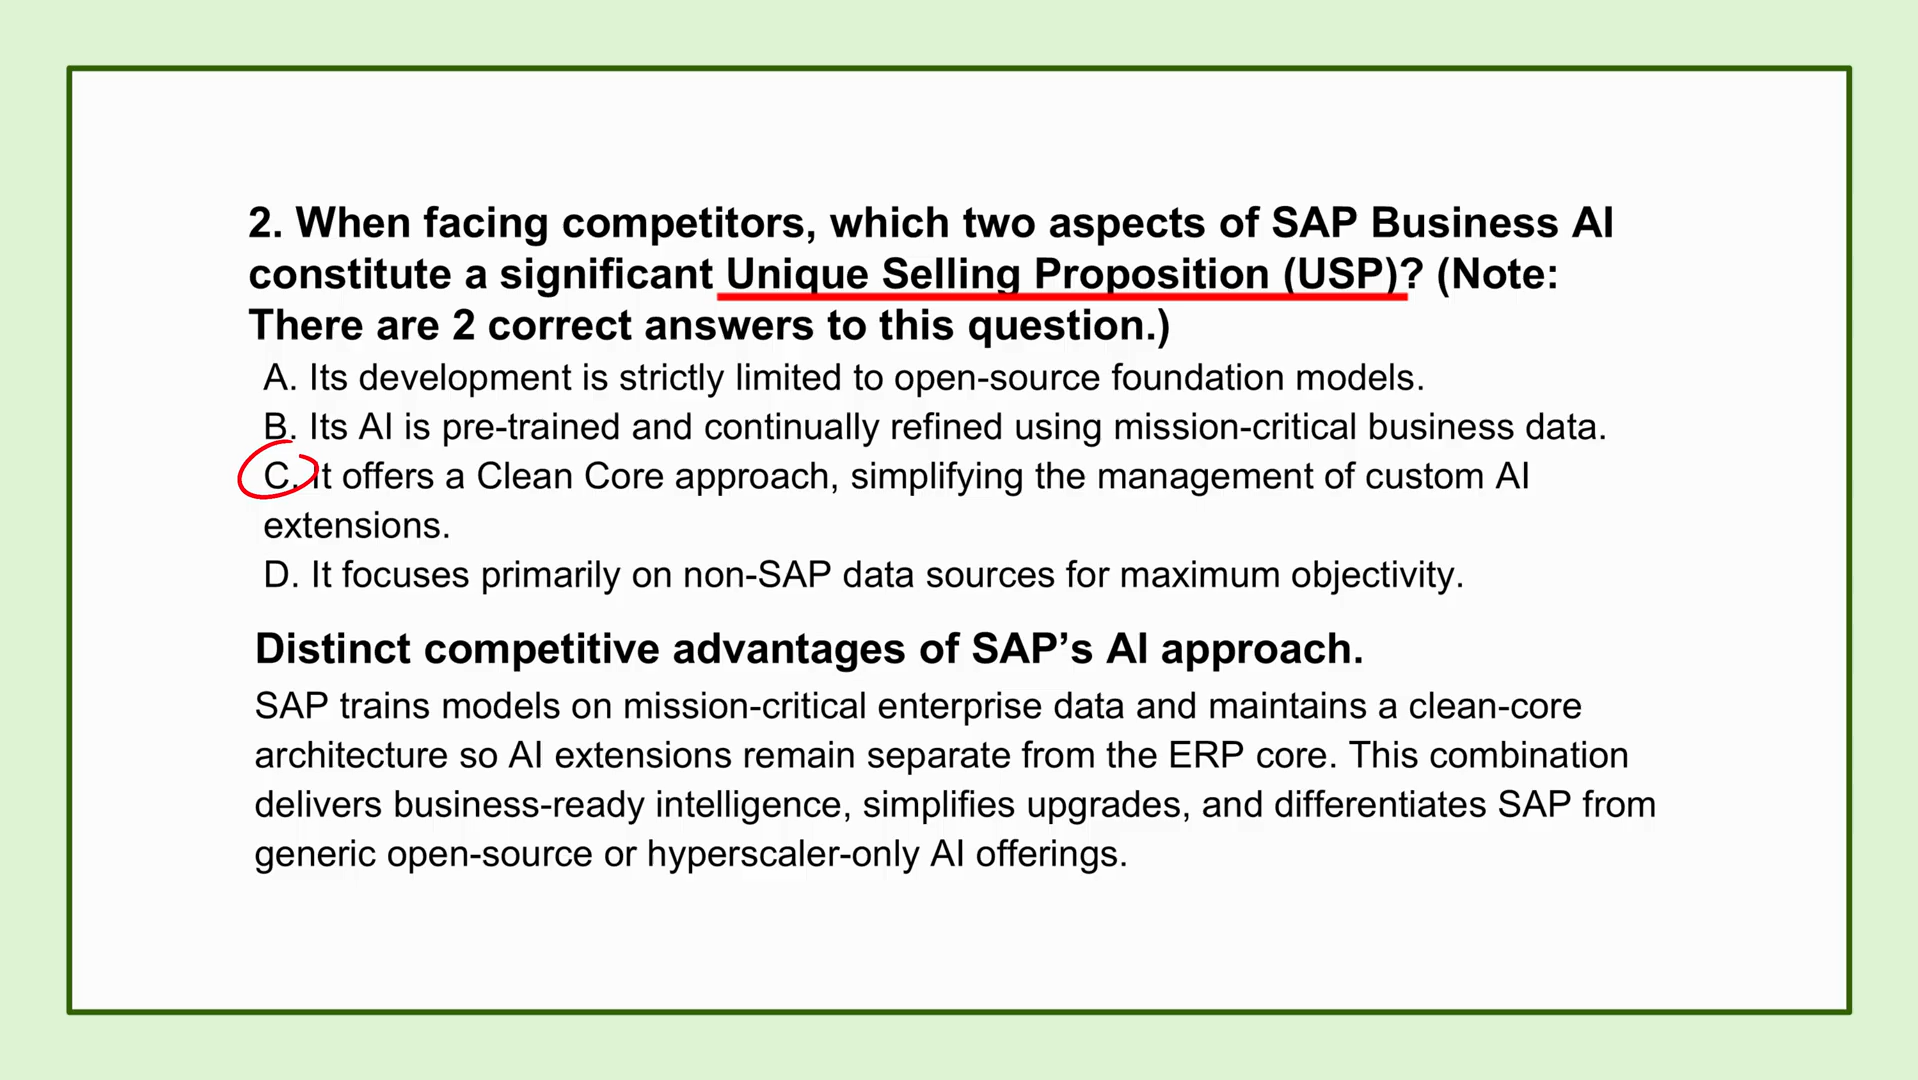 2. When facing competitors, which two aspects of SAP Business AI
constitute a significant Unique Selling Proposition (USP)? (Note:
There are 2 correct answers to this question.)
A. Its development is strictly limited to open-source foundation models.
B. Its AI is pre-trained and continually refined using mission-critical business data.
C. It offers a Clean Core approach, simplifying the management of custom AI
extensions.
D. It focuses primarily on non-SAP data sources for maximum objectivity.
Distinct competitive advantages of SAP’s AI approach.
SAP trains models on mission-critical enterprise data and maintains a clean-core
architecture so AI extensions remain separate from the ERP core. This combination
delivers business-ready intelligence, simplifies upgrades, and differentiates SAP from
generic open-source or hyperscaler-only AI offerings.